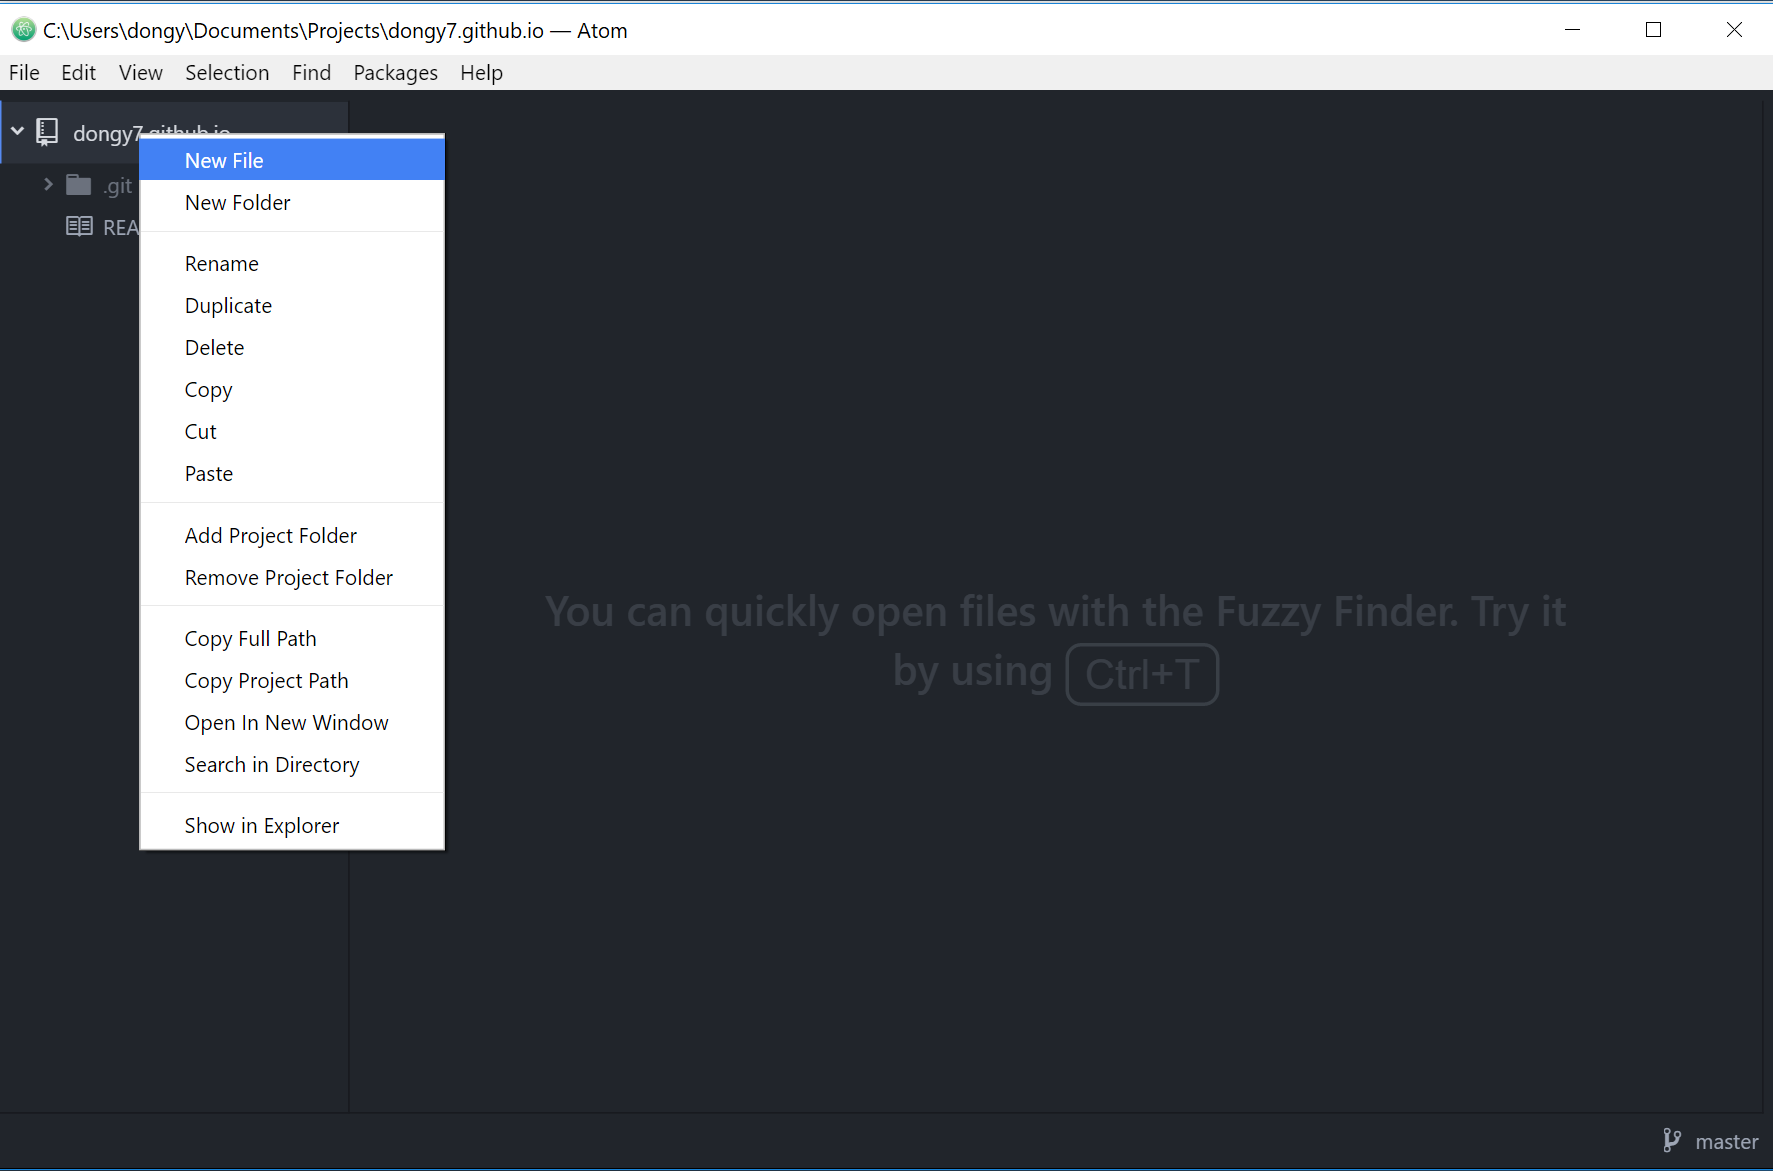 C:\Users\dongy\Documents\Projects\dongy7.github.io — Atom
File Edit View Selection Find Packages Help
dongy7.github.io
New File
.git
New Folder
REA
Rename
Duplicate
Delete
Copy
Cut
Paste
Add Project Folder
Remove Project Folder
Copy Full Path
Copy Project Path
Open In New Window
Search in Directory
Show in Explorer
You can quickly open files with the Fuzzy Finder. Try it
by using Ctrl+T
master